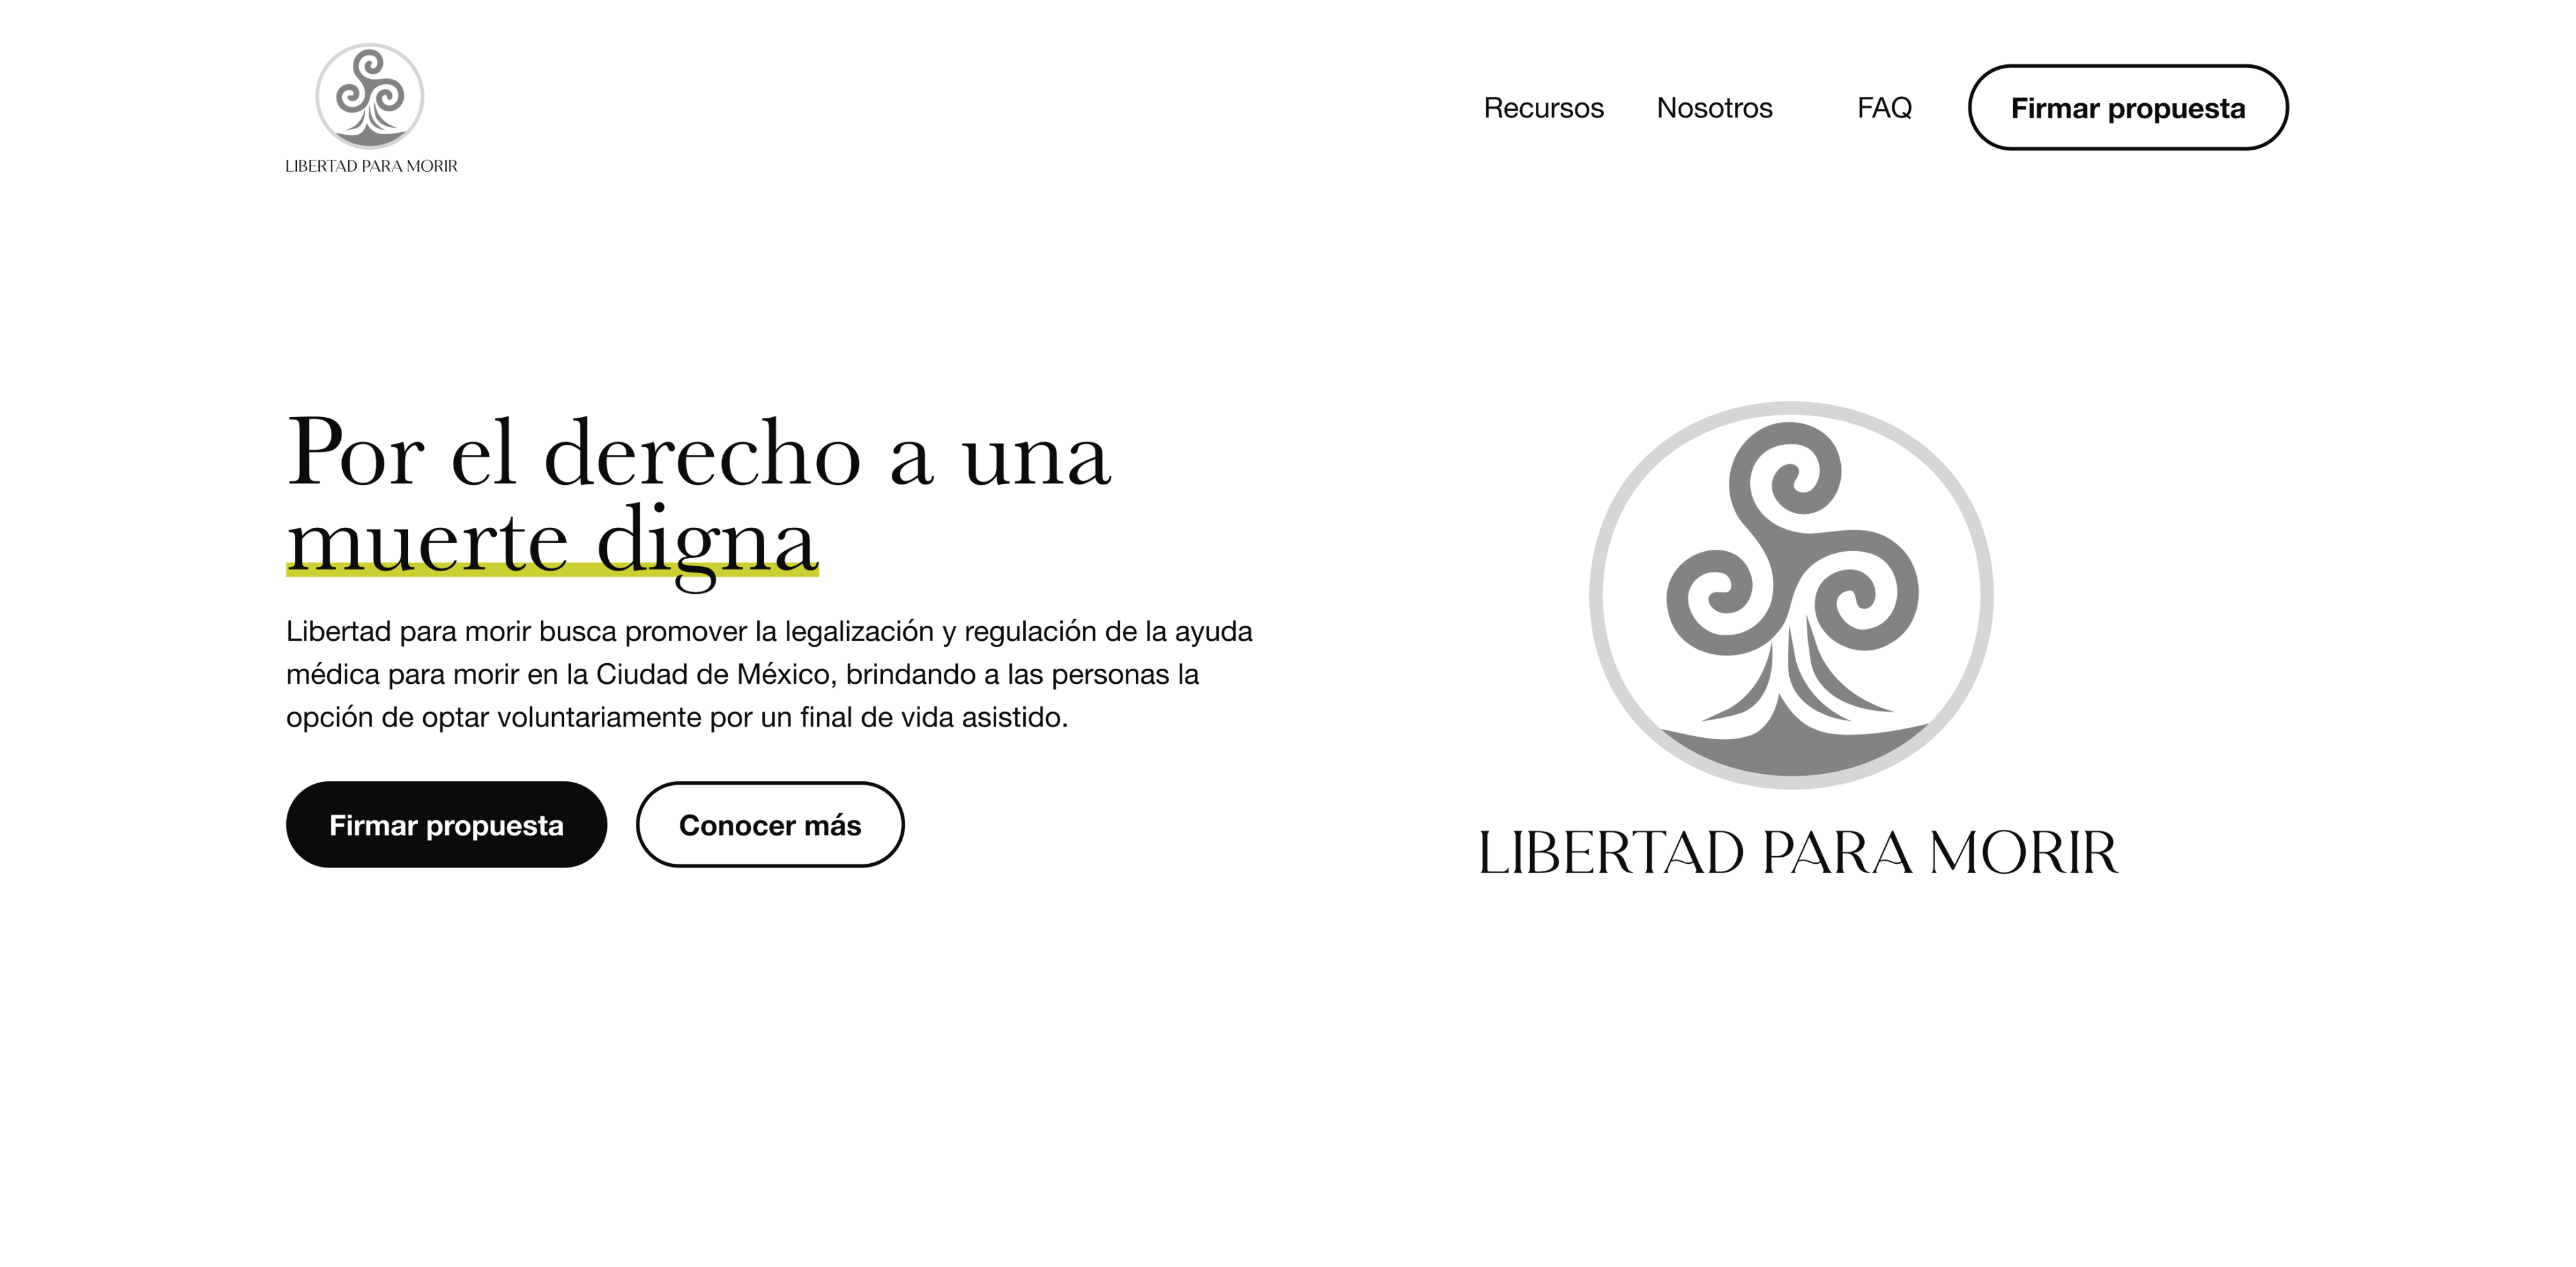 LIBERTAD PARA MORIR
Recursos
Nosotros
FAQ
Firmar propuesta
Por el derecho a una
muerte digna
Libertad para morir busca promover la legalización y regulación de la ayuda
médica para morir en la Ciudad de México, brindando a las personas la
opción de optar voluntariamente por un final de vida asistido.
Firmar propuesta
Conocer más
LIBERTAD PARA MORIR